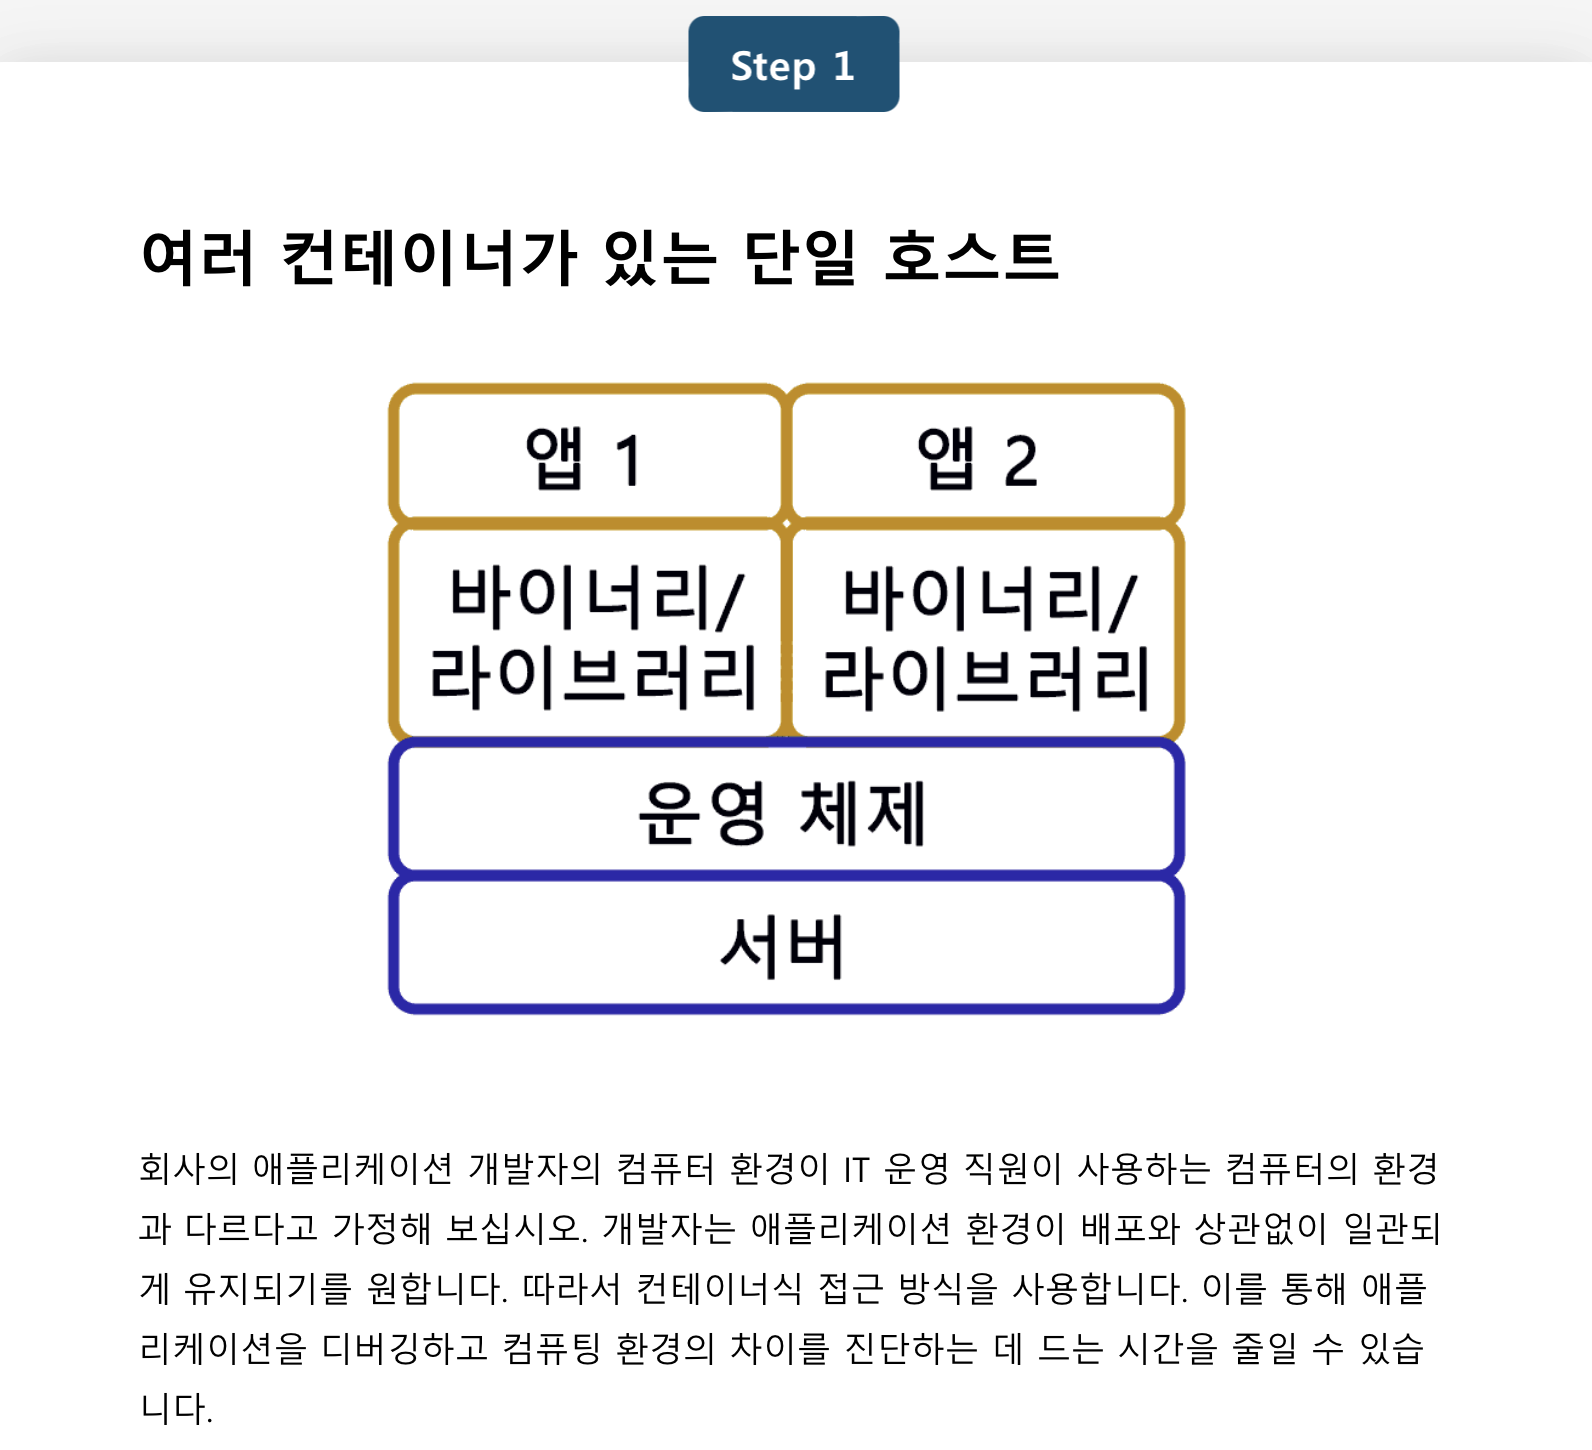 Step 1
여러 컨테이너가 있는 단일 호스트
앱 1
앱 2
바이너리/
라이브러리
바이너리/
라이브러리
운영 체제
서버
회사의 애플리케이션 개발자의 컴퓨터 환경이 IT 운영 직원이 사용하는 컴퓨터의 환경
과 다르다고 가정해 보십시오. 개발자는 애플리케이션 환경이 배포와 상관없이 일관되
게 유지되기를 원합니다. 따라서 컨테이너식 접근 방식을 사용합니다. 이를 통해 애플
리케이션을 디버깅하고 컴퓨팅 환경의 차이를 진단하는 데 드는 시간을 줄일 수 있습
니다.